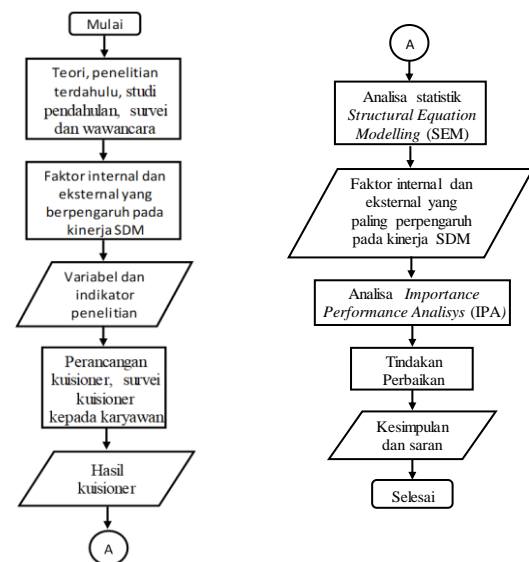 Mulai
Teori, penelitian
terdahulu, studi
pendahulan, survei
dan wawancara
Faktor internal dan
eksternal yang
berpengaruh pada
kinerja SDM
Variabel dan
indikator
penelitian
Perancangan
kuisioner, survei
kuisioner
kepada karyawan
Hasil
kuisioner
A
A
Analisa statistik
Structural Equation
Modelling (SEM)
Faktor internal dan
eksternal yang
paling perpengaruh
pada kinerja SDM
Analisa Importance
Performance Analisys (IPA)
Tindakan
Perbaikan
Kesimpulan
dan saran
Selesai